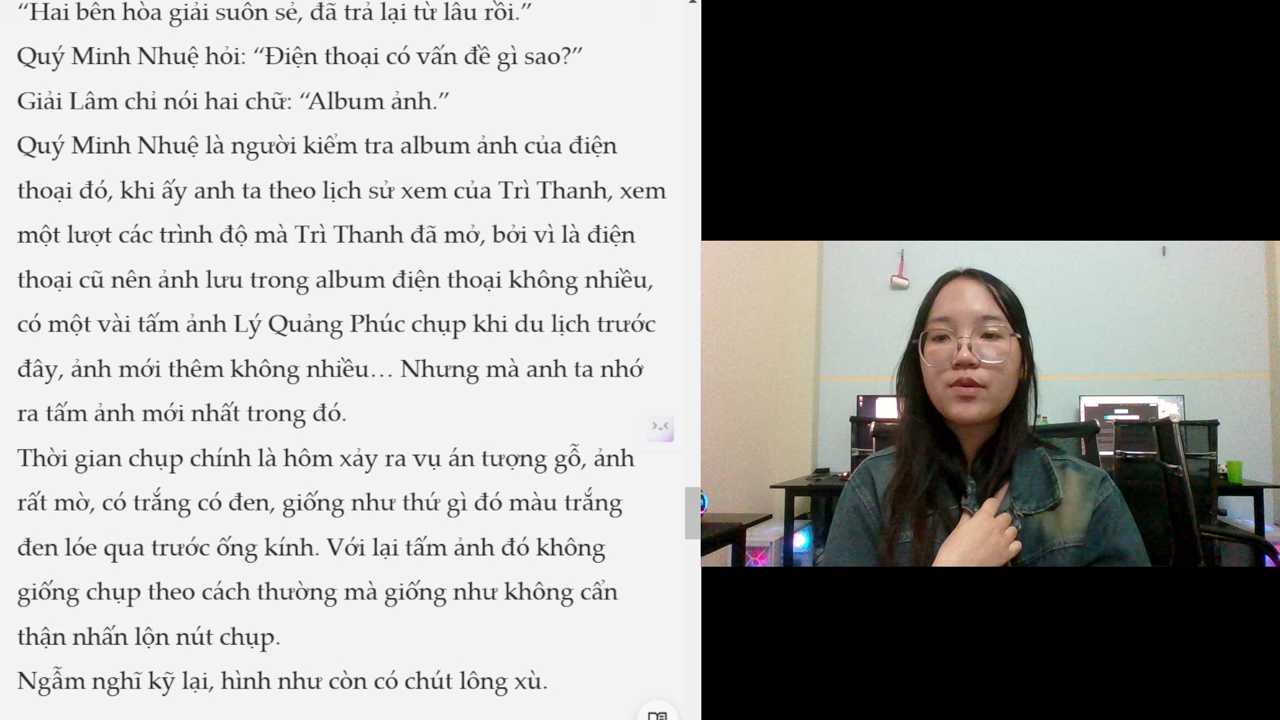 “Hai bên hòa giải suôn sẻ, đã trả lại từ lâu rồi.”
Quý Minh Nhuệ hỏi: “Điện thoại có vấn đề gì sao?”
Giải Lâm chỉ nói hai chữ: “Album ảnh.”
Quý Minh Nhuệ là người kiểm tra album ảnh của điện
thoại đó, khi ấy anh ta theo lịch sử xem của Trì Thanh, xem
một lượt các trình độ mà Trì Thanh đã mở, bởi vì là điện
thoại cũ nên ảnh lưu trong album điện thoại không nhiều,
có một vài tấm ảnh Lý Quảng Phúc chụp khi du lịch trước
đây, ảnh mới thêm không nhiều… Nhưng mà anh ta nhớ
ra tấm ảnh mới nhất trong đó.
Thời gian chụp chính là hôm xảy ra vụ án tượng gỗ, ảnh
rất mờ, có trắng có đen, giống như thứ gì đó màu trắng
đen lóe qua trước ống kính. Với lại tấm ảnh đó không
giống chụp theo cách thường mà giống như không cẩn
thận nhấn lộn nút chụp.
Ngẫm nghĩ kỹ lại, hình như còn có chút lông xù.